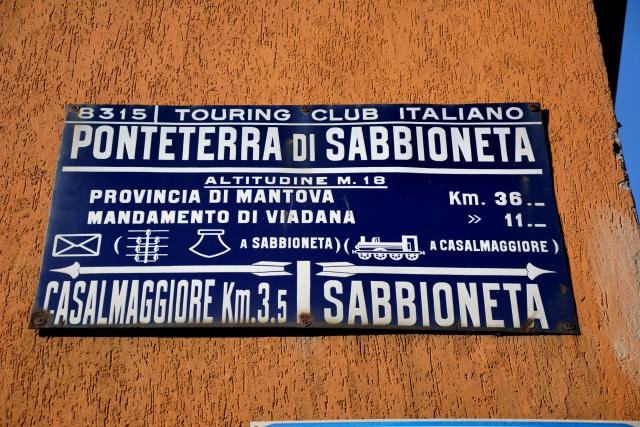 8315 TOURING CLUB ITALIANO
PONTETERRA DI SABBIONETA
ALTITUDINE M. 18
PROVINCIA DI MANTOVA Km. 36._
MANDAMENTO DI VIADANA » 11._
( A SABBIONETA) ( A CASALMAGGIORE)
CASALMAGGIORE Km. 3.5 SABBIONETA